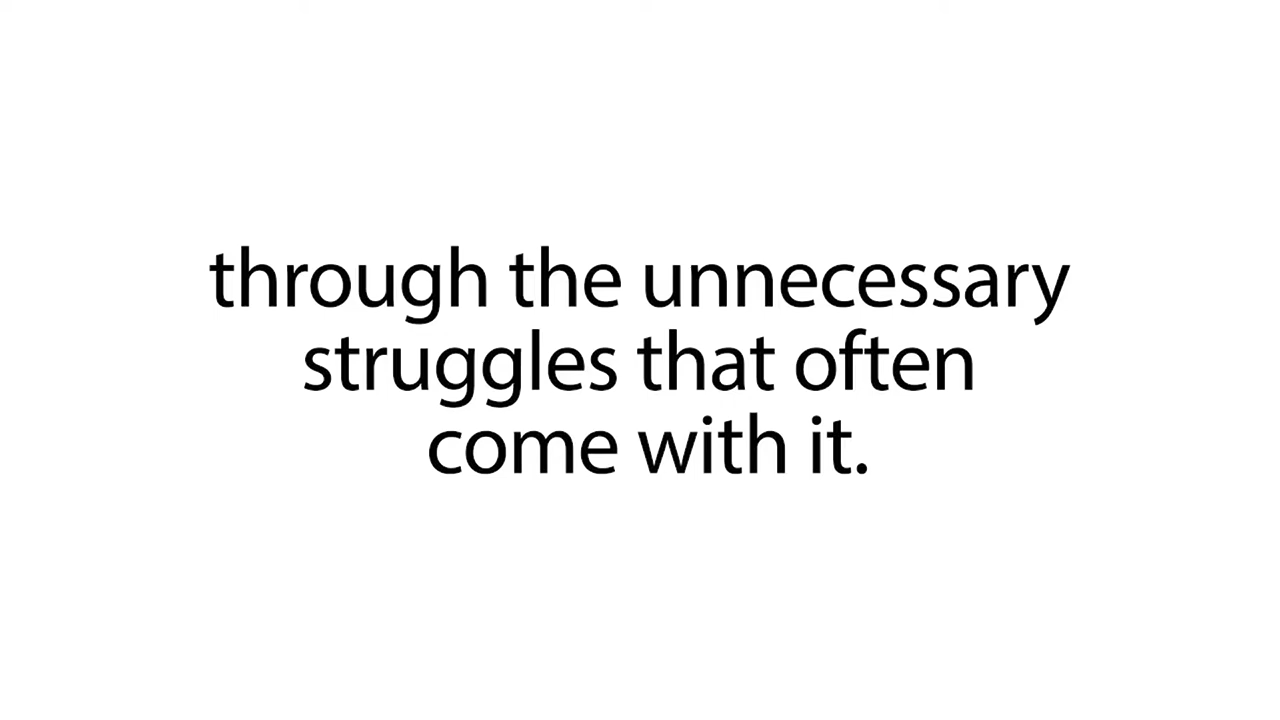 through the unnecessary
struggles that often
come with it.